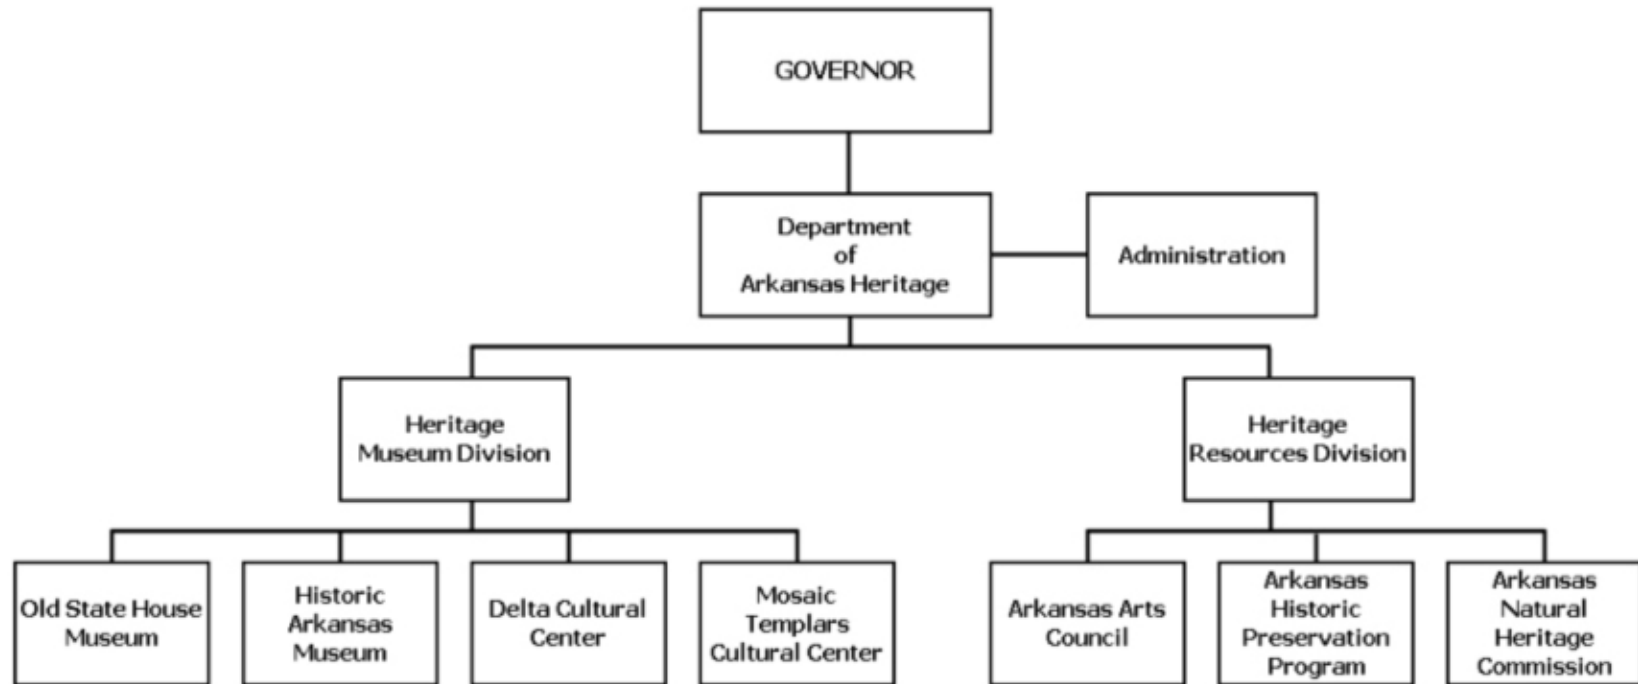 GOVERNOR
Department
of
Arkansas Heritage
Administration
Heritage
Museum Division
Heritage
Resources Division
Old State House
Museum
Historic
Arkansas
Museum
Delta Cultural
Center
Mosaic
Templars
Cultural Center
Arkansas Arts
Council
Arkansas
Historic
Preservation
Program
Arkansas
Natural
Heritage
Commission